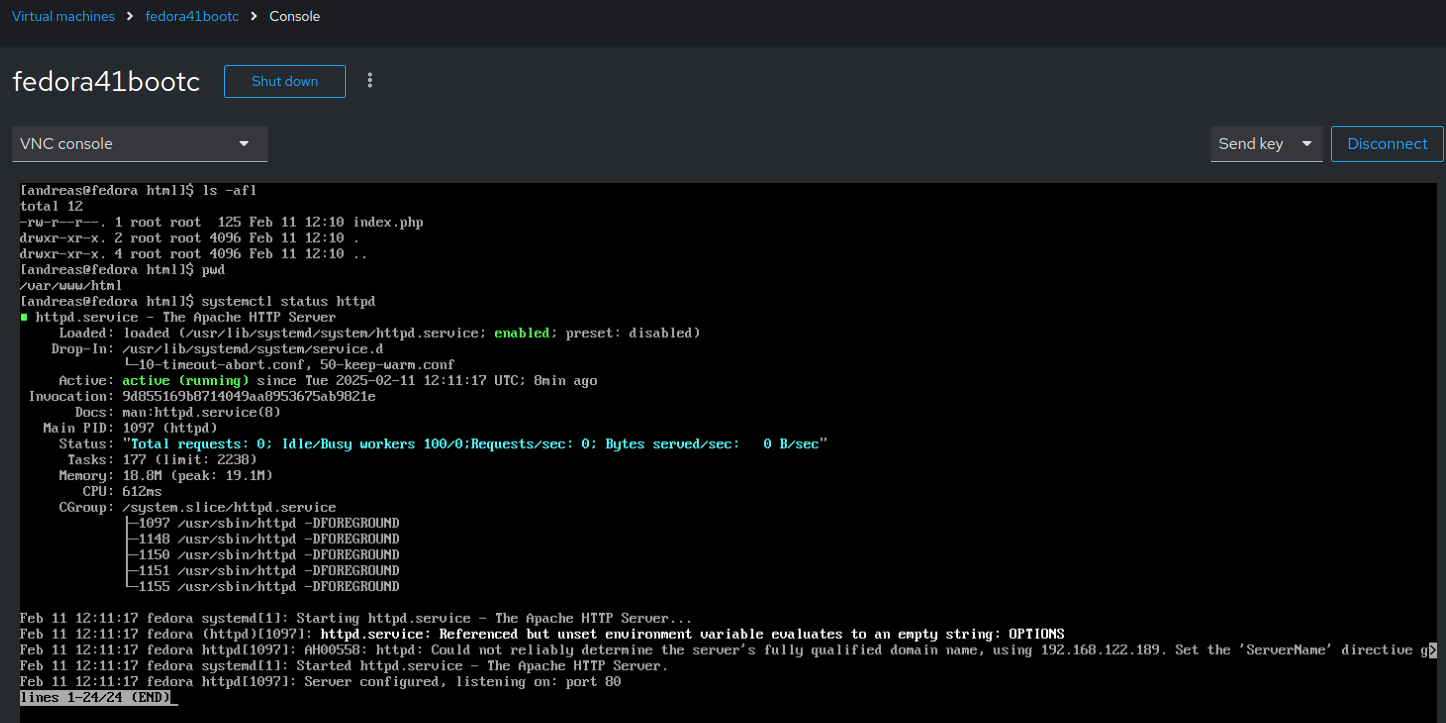 Virtual machines > fedora41bootc > Console
fedora41bootc Shut down
VNC console Send key Disconnect
[andreas@fedora html]$ ls -afl
total 12
-rw-r--r--. 1 root root  125 Feb 11 12:10 index.php
drwxr-xr-x. 2 root root 4096 Feb 11 12:10 .
drwxr-xr-x. 4 root root 4096 Feb 11 12:10 ..
[andreas@fedora html]$ pwd
/var/www/html
[andreas@fedora html]$ systemctl status httpd
■ httpd.service - The Apache HTTP Server
     Loaded: loaded (/usr/lib/systemd/system/httpd.service; enabled; preset: disabled)
    Drop-In: /usr/lib/systemd/system/service.d
             └─10-timeout-abort.conf, 50-keep-warm.conf
     Active: active (running) since Tue 2025-02-11 12:11:17 UTC; 8min ago
 Invocation: 9d855169b8714049aa8953675ab9821e
       Docs: man:httpd.service(8)
   Main PID: 1097 (httpd)
     Status: "Total requests: 0; Idle/Busy workers 100/0;Requests/sec: 0; Bytes served/sec:   0 B/sec"
      Tasks: 177 (limit: 2238)
     Memory: 18.8M (peak: 19.1M)
        CPU: 612ms
     CGroup: /system.slice/httpd.service
             ├─1097 /usr/sbin/httpd -DFOREGROUND
             ├─1148 /usr/sbin/httpd -DFOREGROUND
             ├─1150 /usr/sbin/httpd -DFOREGROUND
             ├─1151 /usr/sbin/httpd -DFOREGROUND
             └─1155 /usr/sbin/httpd -DFOREGROUND
Feb 11 12:11:17 fedora systemd[1]: Starting httpd.service - The Apache HTTP Server...
Feb 11 12:11:17 fedora (httpd)[1097]: httpd.service: Referenced but unset environment variable evaluates to an empty string: OPTIONS
Feb 11 12:11:17 fedora httpd[1097]: AH00558: httpd: Could not reliably determine the server's fully qualified domain name, using 192.168.122.189. Set the 'ServerName' directive g>
Feb 11 12:11:17 fedora systemd[1]: Started httpd.service - The Apache HTTP Server.
Feb 11 12:11:17 fedora httpd[1097]: Server configured, listening on: port 80
lines 1-24/24 (END)